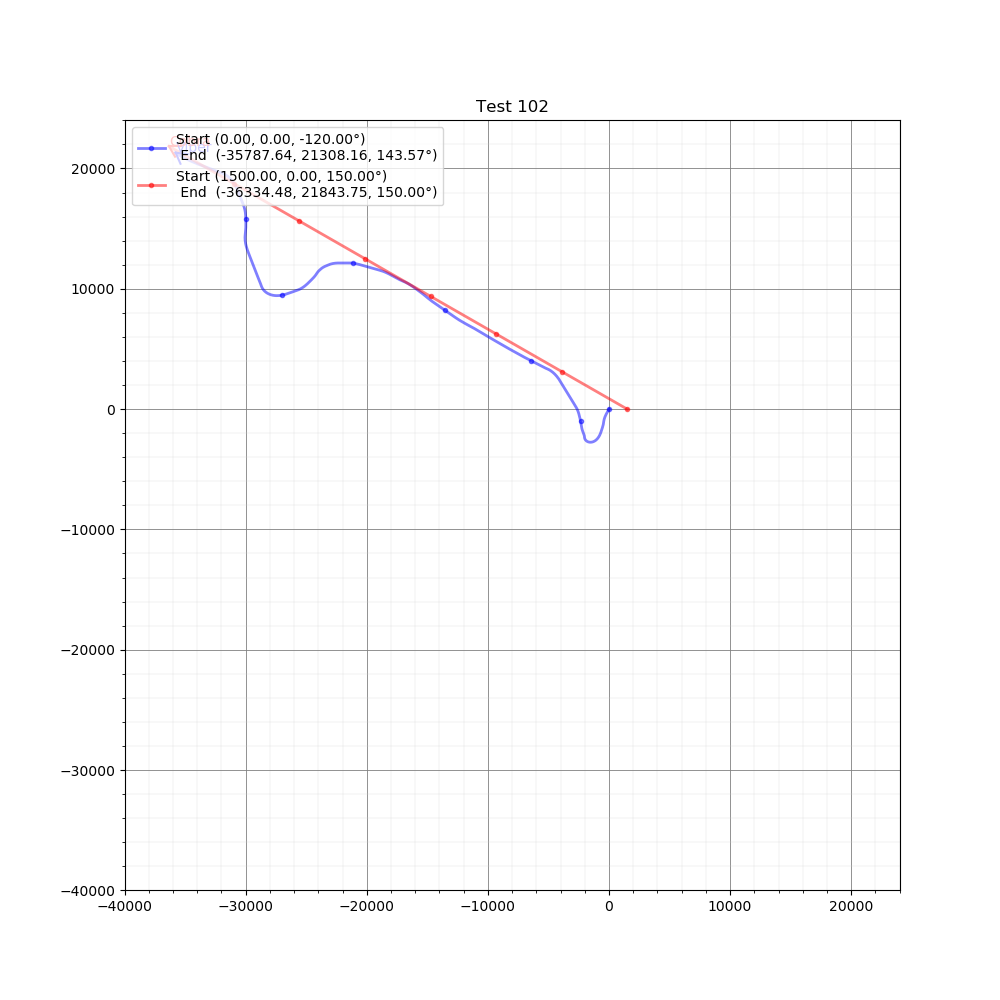 Test 102
Start (0.00, 0.00, -120.00°)
End (-35787.64, 21308.16, 143.57°)
Start (1500.00, 0.00, 150.00°)
End (-36334.48, 21843.75, 150.00°)
20000
10000
0
−10000
−20000
−30000
−40000
−40000 −30000 −20000 −10000 0 10000 20000